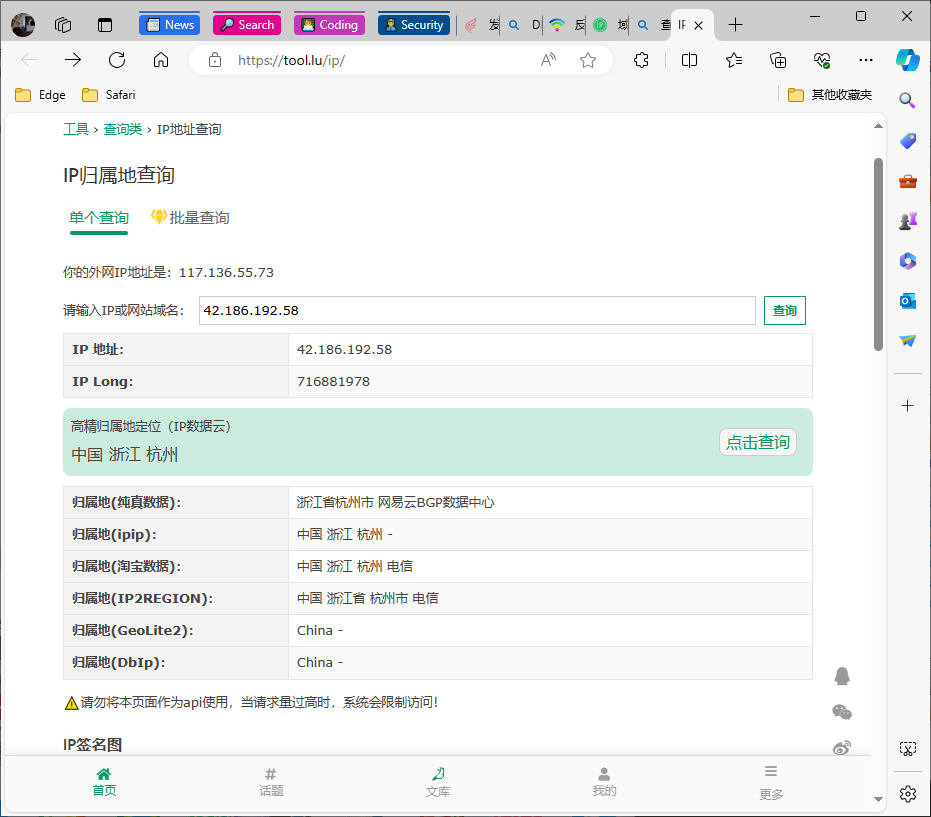 News Search Coding Security 发 D 反 域 查 IF
https://tool.lu/ip/
Edge Safari 其他收藏夹
工具 › 查询类 › IP地址查询
IP归属地查询
单个查询 批量查询
你的外网IP地址是：117.136.55.73
请输入IP或网站域名： 42.186.192.58 查询
IP 地址: 42.186.192.58
IP Long: 716881978
高精归属地定位（IP数据云）
中国 浙江 杭州 点击查询
归属地(纯真数据): 浙江省杭州市 网易云BGP数据中心
归属地(ipip): 中国 浙江 杭州 -
归属地(淘宝数据): 中国 浙江 杭州 电信
归属地(IP2REGION): 中国 浙江省 杭州市 电信
归属地(GeoLite2): China -
归属地(DbIp): China -
请勿将本页面作为api使用，当请求量过高时，系统会限制访问！
IP签名图
首页 话题 文库 我的 更多